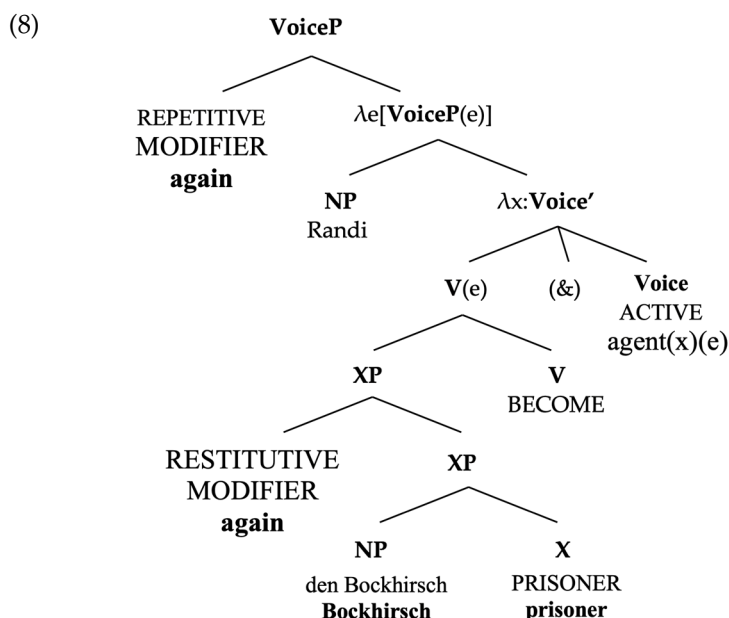 (8)
VoiceP
REPETITIVE
MODIFIER
again
λe[VoiceP(e)]
NP
Randi
λx:Voice′
V(e)
(&)
Voice
ACTIVE
agent(x)(e)
XP
V
BECOME
RESTITUTIVE
MODIFIER
again
XP
NP
den Bockhirsch
Bockhirsch
X
PRISONER
prisoner